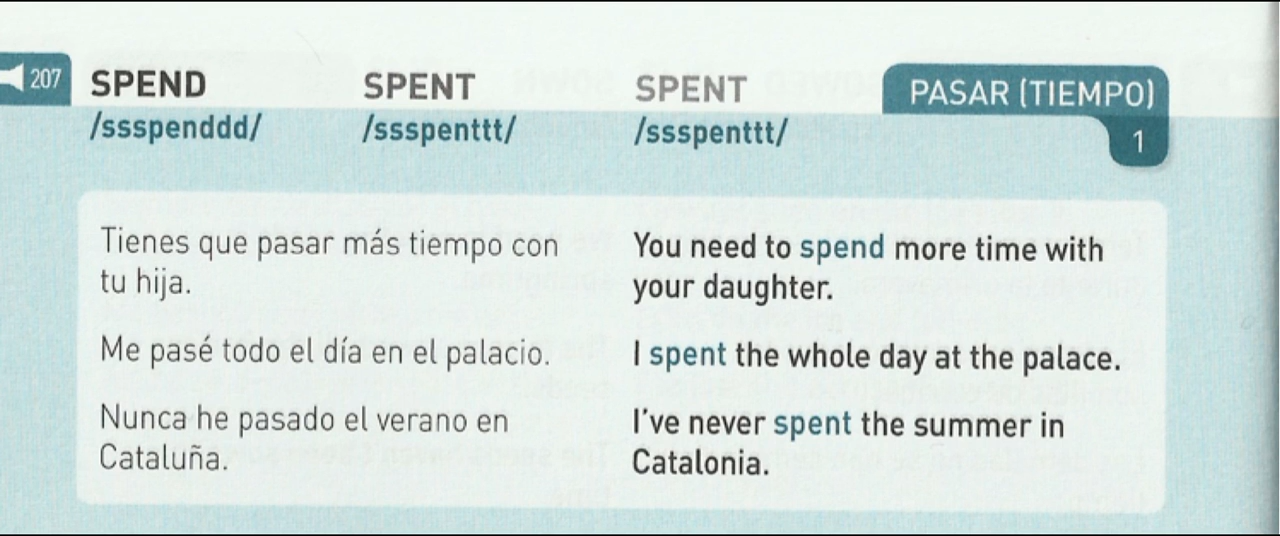 207 SPEND SPENT SPENT PASAR (TIEMPO)
/ssspenddd/ /ssspenttt/ /ssspenttt/ 1
Tienes que pasar más tiempo con
tu hija.
You need to spend more time with
your daughter.
Me pasé todo el día en el palacio.
I spent the whole day at the palace.
Nunca he pasado el verano en
Cataluña.
I've never spent the summer in
Catalonia.